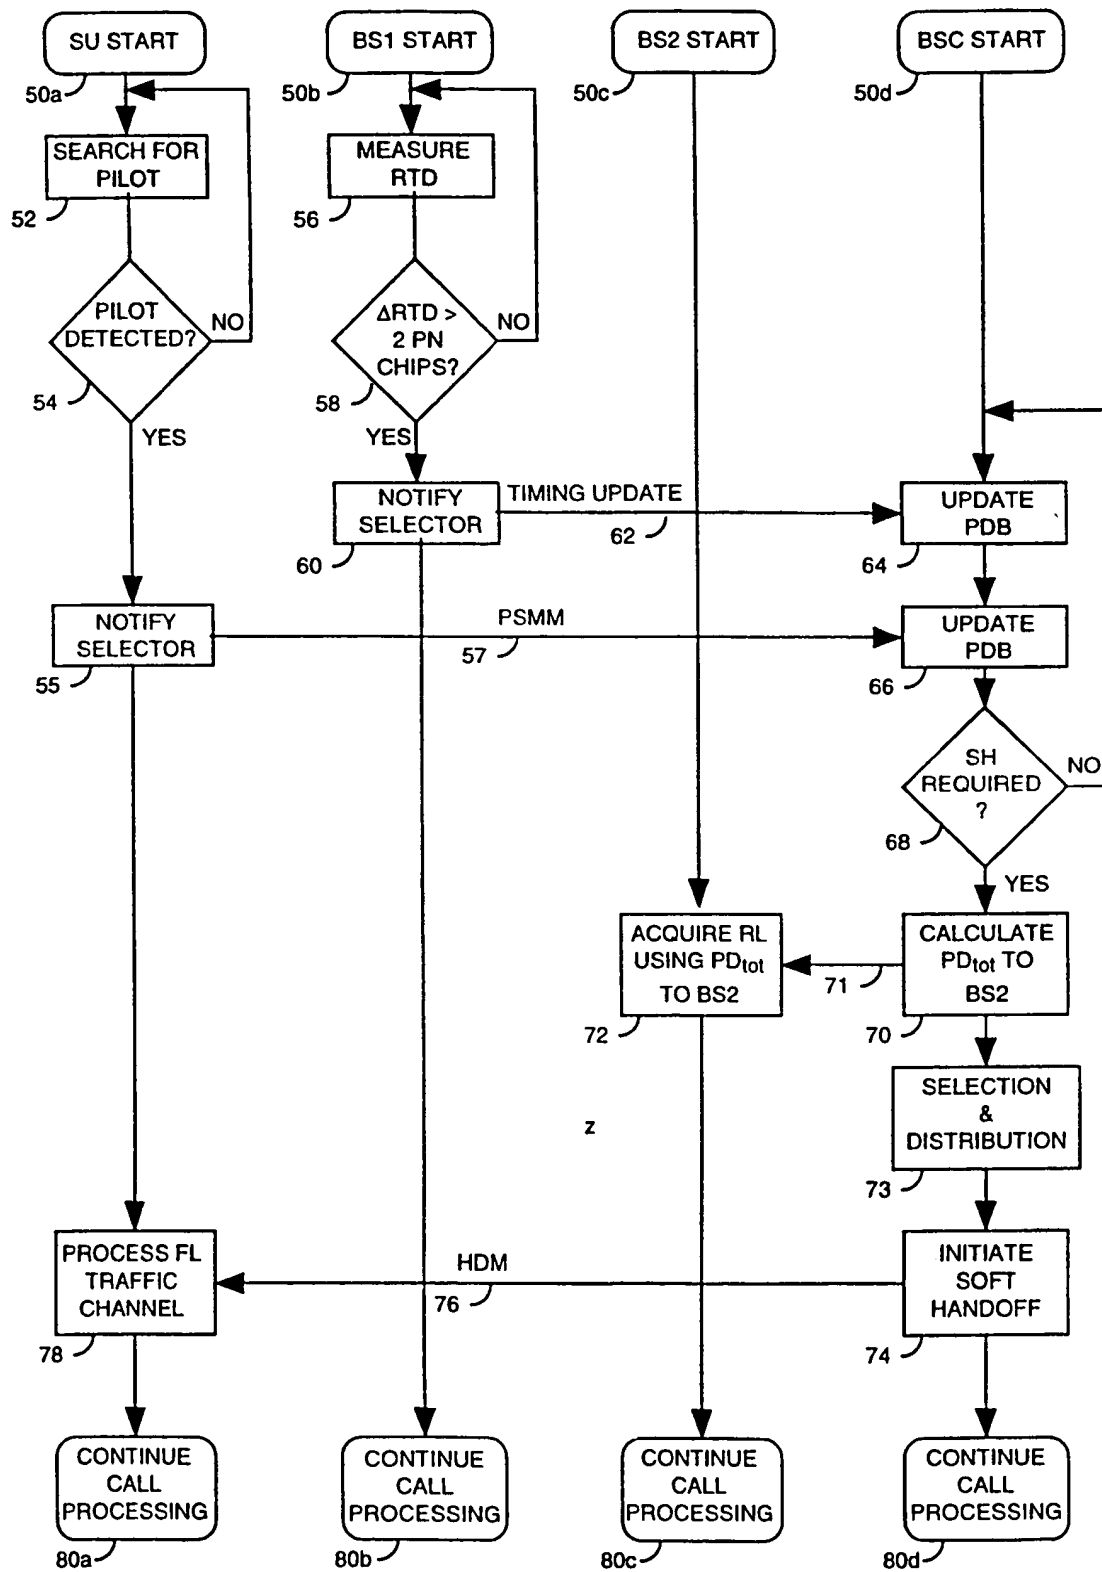 SU START
BS1 START
BS2 START
BSC START
50a
50b
50c
50d
SEARCH FOR
PILOT
52
MEASURE
RTD
56
PILOT
DETECTED?
NO
54
YES
ΔRTD >
2 PN
CHIPS?
NO
58
YES
NOTIFY
SELECTOR
60
TIMING UPDATE
62
UPDATE
PDB
64
NOTIFY
SELECTOR
55
PSMM
57
UPDATE
PDB
66
SH
REQUIRED
?
NO
68
YES
ACQUIRE RL
USING PDtot
TO BS2
72
71
CALCULATE
PDtot TO
BS2
70
SELECTION
&
DISTRIBUTION
73
z
PROCESS FL
TRAFFIC
CHANNEL
78
HDM
76
INITIATE
SOFT
HANDOFF
74
CONTINUE
CALL
PROCESSING
80a
CONTINUE
CALL
PROCESSING
80b
CONTINUE
CALL
PROCESSING
80c
CONTINUE
CALL
PROCESSING
80d